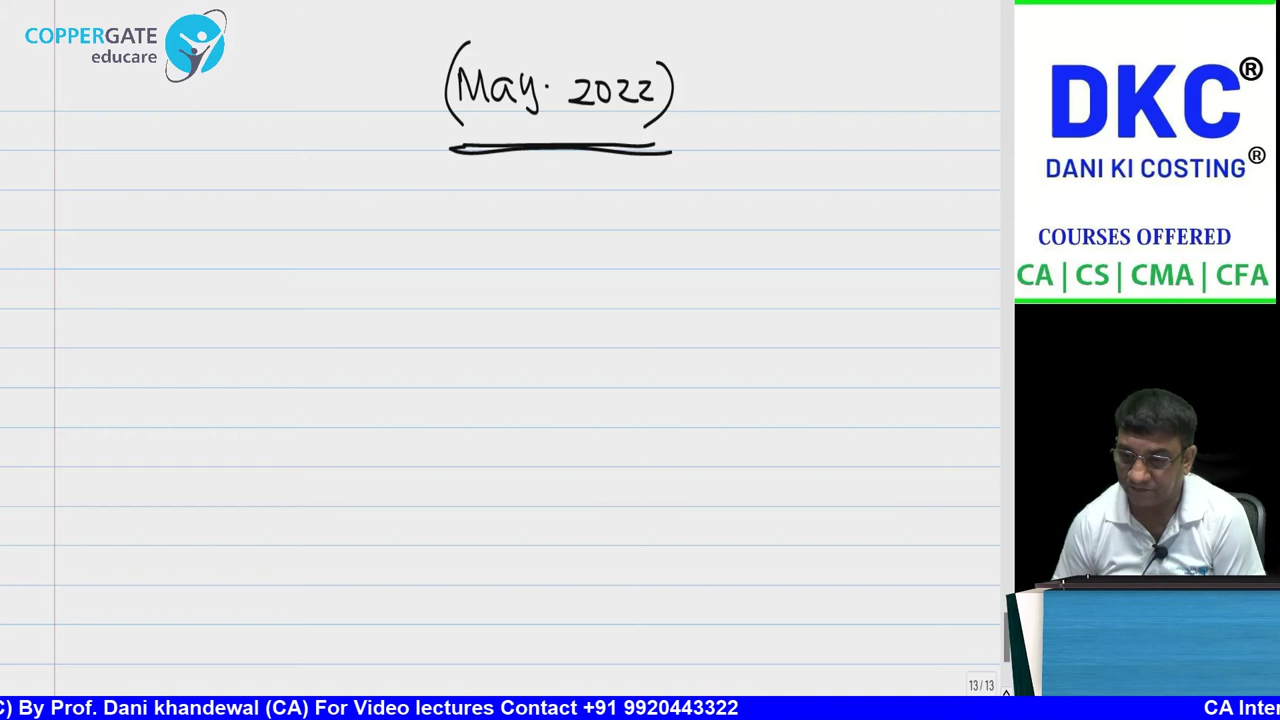 COPPERGATE
educare
(May. 2022)
DKC®
DANI KI COSTING®
COURSES OFFERED
CA | CS | CMA | CFA
13/13
C) By Prof. Dani khandewal (CA) For Video lectures Contact +91 9920443322
CA Inter